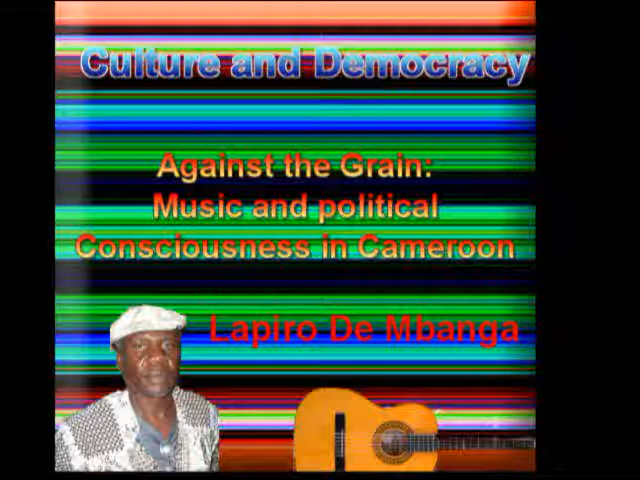 Culture and Democracy
Against the Grain:
Music and political
Consciousness in Cameroon
Lapiro De Mbanga